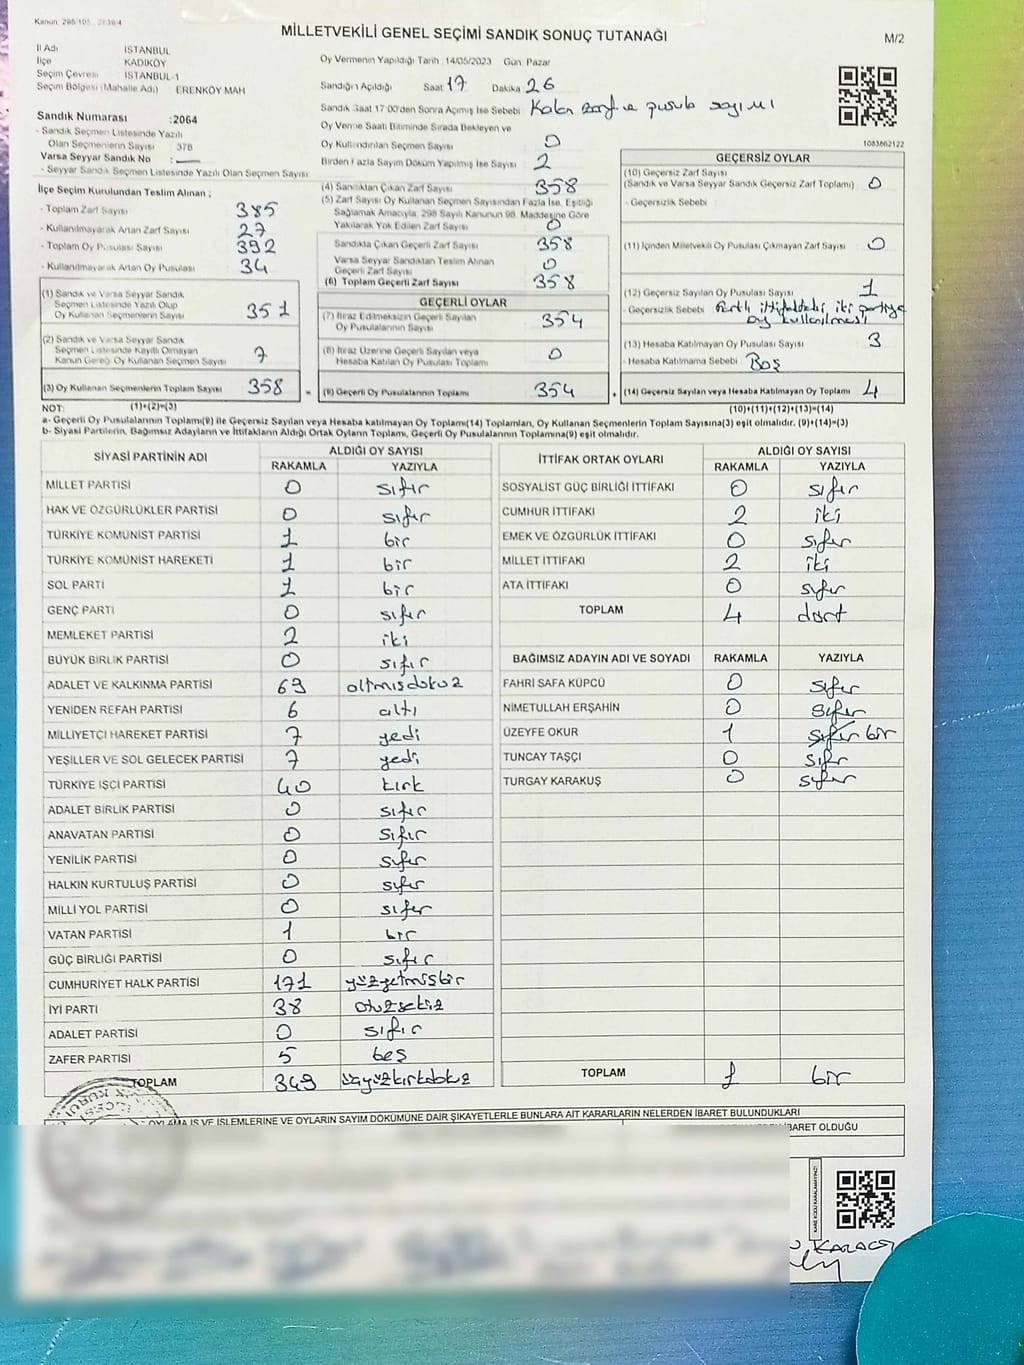 Kanun, 298/105
MİLLETVEKİLİ GENEL SEÇİMİ SANDIK SONUÇ TUTANAĞI
M/2
İl Adı İSTANBUL
İlçe KADIKÖY
Seçim Çevresi İSTANBUL-1
Seçim Bölgesi (Mahalle Adı) ERENKÖY MAH
Sandık Numarası :2064
- Sandık Seçmen Listesinde Yazılı
Olan Seçmenlerin Sayısı 378
Varsa Seyyar Sandık No :
- Seyyar Sandık Seçmen Listesinde Yazılı Olan Seçmen Sayısı
İlçe Seçim Kurulundan Teslim Alınan ;
- Toplam Zarf Sayısı 385
- Kullanılmayarak Artan Zarf Sayısı 27
- Toplam Oy Pusulası Sayısı 392
- Kullanılmayarak Artan Oy Pusulası 34
(1) Sandık ve Varsa Seyyar Sandık
Seçmen Listesinde Yazılı Olup
Oy Kullanan Seçmenlerin Sayısı 351
(2) Sandık ve Varsa Seyyar Sandık
Seçmen Listesinde Kayıtlı Olmayan
Kanun Gereği Oy Kullanan Seçmen Sayısı 7
(3) Oy Kullanan Seçmenlerin Toplam Sayısı 358
Oy Vermenin Yapıldığı Tarih :14/05/2023 Gün: Pazar
Sandığın Açıldığı Saat 17 Dakika 26
Sandık Saat 17:00'den Sonra Açılmış İse Sebebi Kalan zarf ve pusula sayımı
Oy Verme Saati Bitiminde Sırada Bekleyen ve
Oy Kullandırılan Seçmen Sayısı 0
Birden Fazla Sayım Döküm Yapılmış İse Sayısı 2
(4) Sandıktan Çıkan Zarf Sayısı 358
(5) Zarf Sayısı Oy Kullanan Seçmen Sayısından Fazla İse, Eşitliği
Sağlamak Amacıyla, 298 Sayılı Kanunun 98. Maddesine Göre
Yakılarak Yok Edilen Zarf Sayısı 0
Sandıkta Çıkan Geçerli Zarf Sayısı 358
Varsa Seyyar Sandıktan Teslim Alınan
Geçerli Zarf Sayısı 0
(6) Toplam Geçerli Zarf Sayısı 358
GEÇERLİ OYLAR
(7) İtiraz Edilmeksizin Geçerli Sayılan
Oy Pusulalarının Sayısı 354
(8) İtiraz Üzerine Geçerli Sayılan veya
Hesaba Katılan Oy Pusulası Toplamı 0
= (9) Geçerli Oy Pusulalarının Toplamı 354
1083862122
GEÇERSİZ OYLAR
(10) Geçersiz Zarf Sayısı
(Sandık ve Varsa Seyyar Sandık Geçersiz Zarf Toplamı) 0
- Geçersizlik Sebebi
(11) İçinden Milletvekili Oy Pusulası Çıkmayan Zarf Sayısı 0
(12) Geçersiz Sayılan Oy Pusulası Sayısı 1
- Geçersizlik Sebebi Farklı ittifaktaki iki partiye
oy kullanılması
(13) Hesaba Katılmayan Oy Pusulası Sayısı 3
- Hesaba Katılmama Sebebi Boş
+ (14) Geçersiz Sayılan veya Hesaba Katılmayan Oy Toplamı 4
NOT: (1)+(2)=(3) (10)+(11)+(12)+(13)=(14)
a- Geçerli Oy Pusulaları Toplamı(9) ile Geçersiz Sayılan veya Hesaba katılmayan Oy Toplamı(14) Toplamları, Oy Kullanan Seçmenlerin Toplam Sayısına(3) eşit olmalıdır. (9)+(14)=(3)
b- Siyasi Partilerin, Bağımsız Adayların ve İttifakların Aldığı Ortak Oyların Toplamı, Geçerli Oy Pusulalarının Toplamına(9) eşit olmalıdır.
SİYASİ PARTİNİN ADI ALDIĞI OY SAYISI
RAKAMLA YAZIYLA
MİLLET PARTİSİ 0 sıfır
HAK VE ÖZGÜRLÜKLER PARTİSİ 0 sıfır
TÜRKİYE KOMÜNİST PARTİSİ 1 bir
TÜRKİYE KOMÜNİST HAREKETİ 1 bir
SOL PARTİ 1 bir
GENÇ PARTİ 0 sıfır
MEMLEKET PARTİSİ 2 iki
BÜYÜK BİRLİK PARTİSİ 0 sıfır
ADALET VE KALKINMA PARTİSİ 69 altmışdokuz
YENİDEN REFAH PARTİSİ 6 altı
MİLLİYETÇİ HAREKET PARTİSİ 7 yedi
YEŞİLLER VE SOL GELECEK PARTİSİ 7 yedi
TÜRKİYE İŞÇİ PARTİSİ 40 kırk
ADALET BİRLİK PARTİSİ 0 sıfır
ANAVATAN PARTİSİ 0 sıfır
YENİLİK PARTİSİ 0 sıfır
HALKIN KURTULUŞ PARTİSİ 0 sıfır
MİLLİ YOL PARTİSİ 0 sıfır
VATAN PARTİSİ 1 bir
GÜÇ BİRLİĞİ PARTİSİ 0 sıfır
CUMHURİYET HALK PARTİSİ 171 yüzyetmişbir
İYİ PARTİ 38 otuzsekiz
ADALET PARTİSİ 0 sıfır
ZAFER PARTİSİ 5 beş
TOPLAM 349 üçyüzkırkdokuz
İTTİFAK ORTAK OYLARI ALDIĞI OY SAYISI
RAKAMLA YAZIYLA
SOSYALİST GÜÇ BİRLİĞİ İTTİFAKI 0 sıfır
CUMHUR İTTİFAKI 2 iki
EMEK VE ÖZGÜRLÜK İTTİFAKI 0 sıfır
MİLLET İTTİFAKI 2 iki
ATA İTTİFAKI 0 sıfır
TOPLAM 4 dört
BAĞIMSIZ ADAYIN ADI VE SOYADI RAKAMLA YAZIYLA
FAHRİ SAFA KÜPCÜ 0 sıfır
NİMETULLAH ERŞAHİN 0 sıfır
ÜZEYFE OKUR 1 sıfır bir
TUNCAY TAŞÇI 0 sıfır
TURGAY KARAKUŞ 0 sıfır
TOPLAM 1 bir
OYLAMA İŞ VE İŞLEMLERİNE VE OYLARIN SAYIM DÖKÜMÜNE DAİR ŞİKAYETLERLE BUNLARA AİT KARARLARIN NELERDEN İBARET BULUNDUKLARI
İBARET OLDUĞU